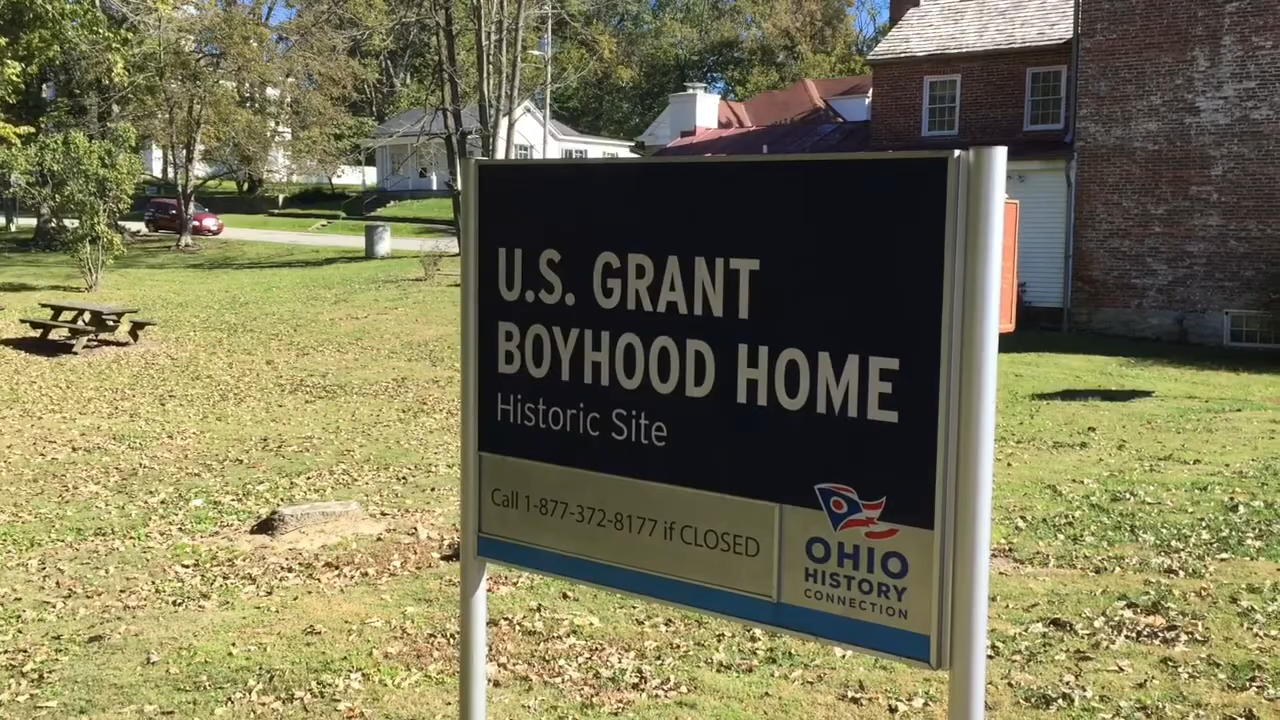 U.S. GRANT
BOYHOOD HOME
Historic Site
Call 1-877-372-8177 if CLOSED
OHIO
HISTORY
CONNECTION